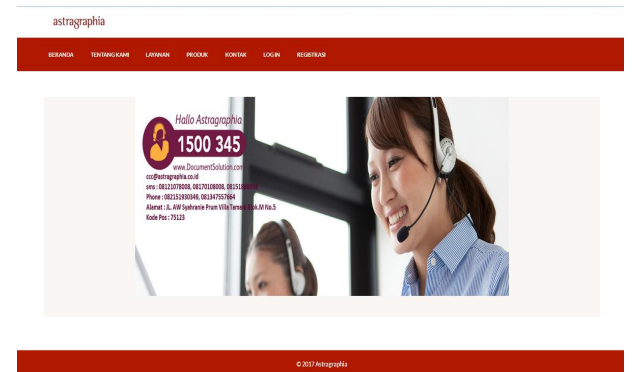 astragraphia
BERANDA TENTANG KAMI LAYANAN PRODUK KONTAK LOGIN REGISTRASI
Hallo Astragraphia
1500 345
www.DocumentSolution.com
ccc@astragraphia.co.id
sms : 08121078008, 08170108008,
Phone : 082151930349, 081347557664
Alamat : JL. AW Syahranie Prum Villa Tamara Blok.M No.5
Kode Pos : 75123
© 2017 Astragraphia